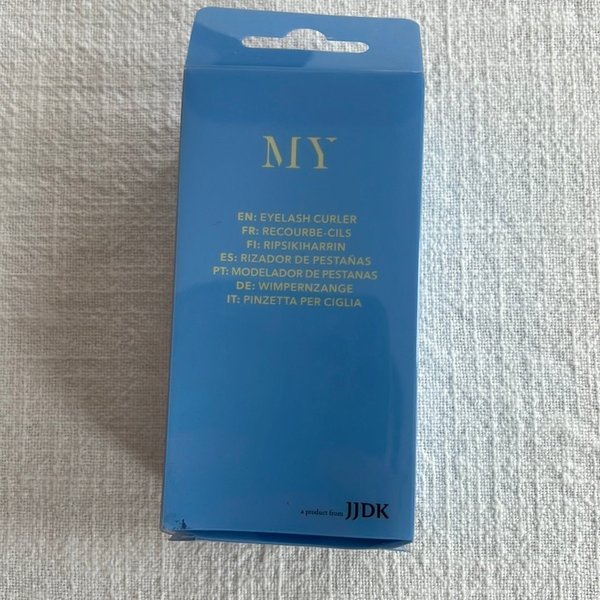 MY
EN: EYELASH CURLER
FR: RECOURBE-CILS
FI: RIPSIKIHARRIN
ES: RIZADOR DE PESTAÑAS
PT: MODELADOR DE PESTANAS
DE: WIMPERNZANGE
IT: PINZETTA PER CIGLIA
a product from JJDK